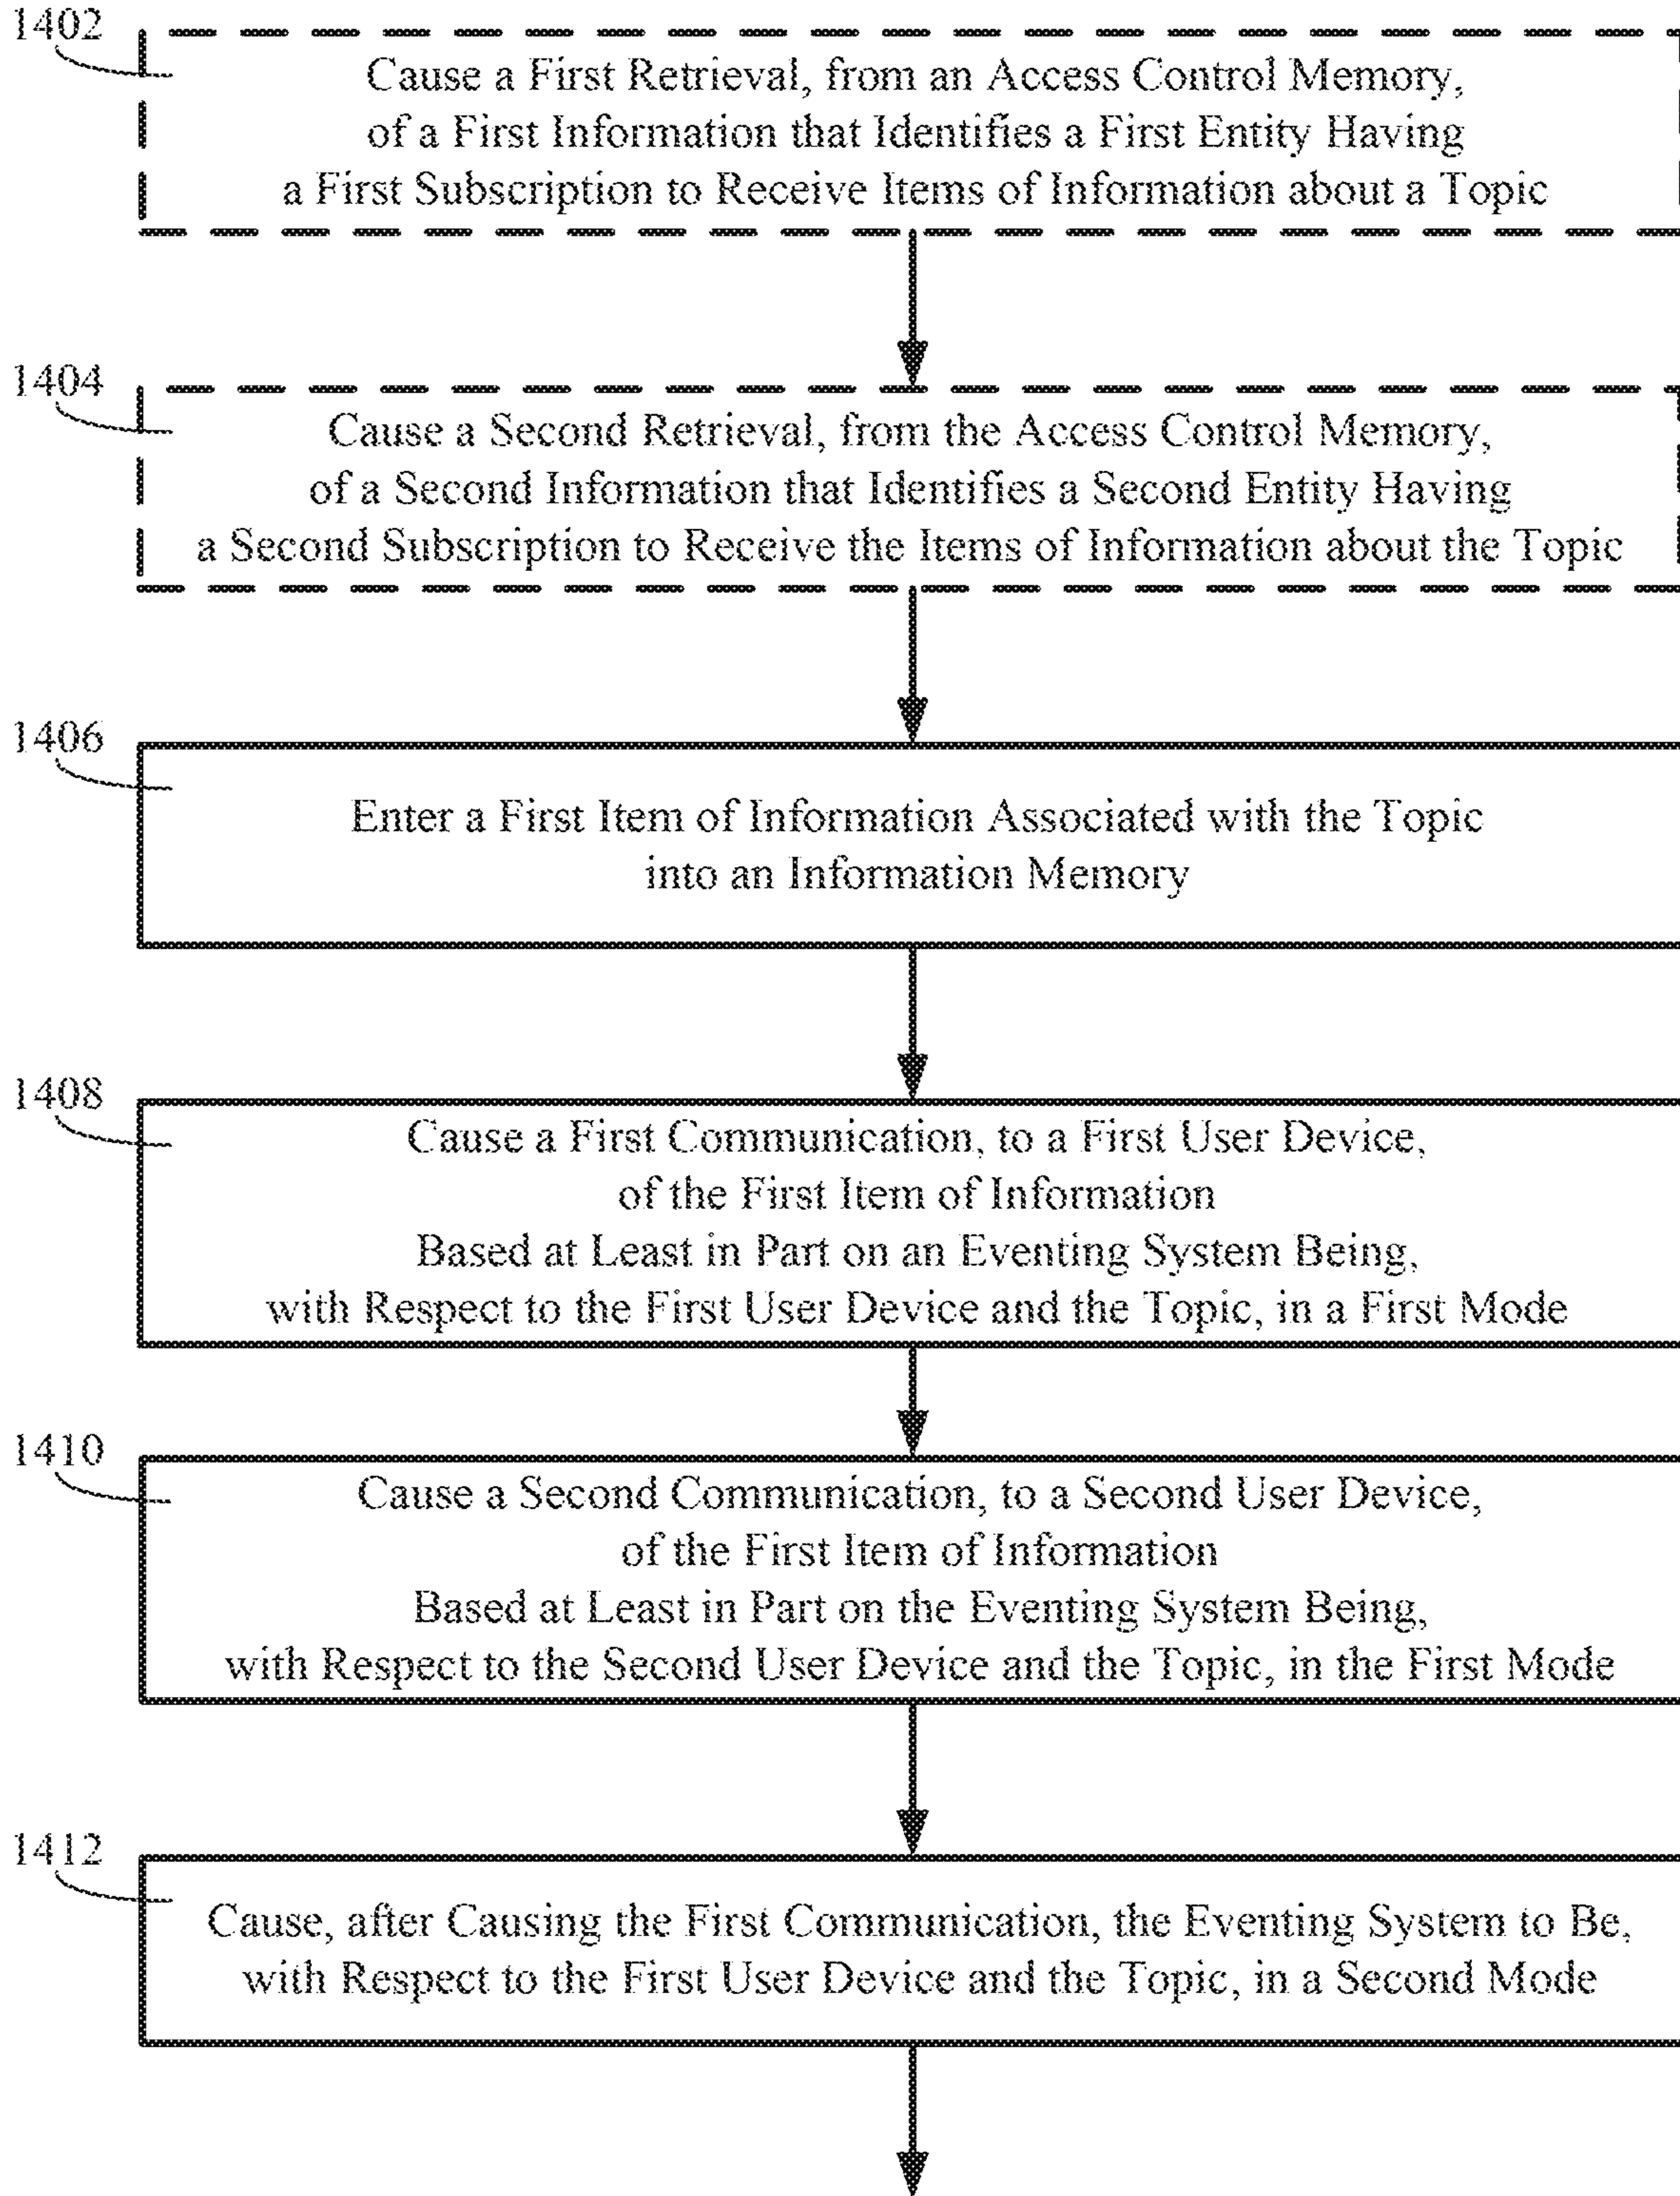 1402
Cause a First Retrieval, from an Access Control Memory,
of a First Information that Identifies a First Entity Having
a First Subscription to Receive Items of Information about a Topic
1404
Cause a Second Retrieval, from the Access Control Memory,
of a Second Information that Identifies a Second Entity Having
a Second Subscription to Receive the Items of Information about the Topic
1406
Enter a First Item of Information Associated with the Topic
into an Information Memory
1408
Cause a First Communication, to a First User Device,
of the First Item of Information
Based at Least in Part on an Eventing System Being,
with Respect to the First User Device and the Topic, in a First Mode
1410
Cause a Second Communication, to a Second User Device,
of the First Item of Information
Based at Least in Part on the Eventing System Being,
with Respect to the Second User Device and the Topic, in the First Mode
1412
Cause, after Causing the First Communication, the Eventing System to Be,
with Respect to the First User Device and the Topic, in a Second Mode